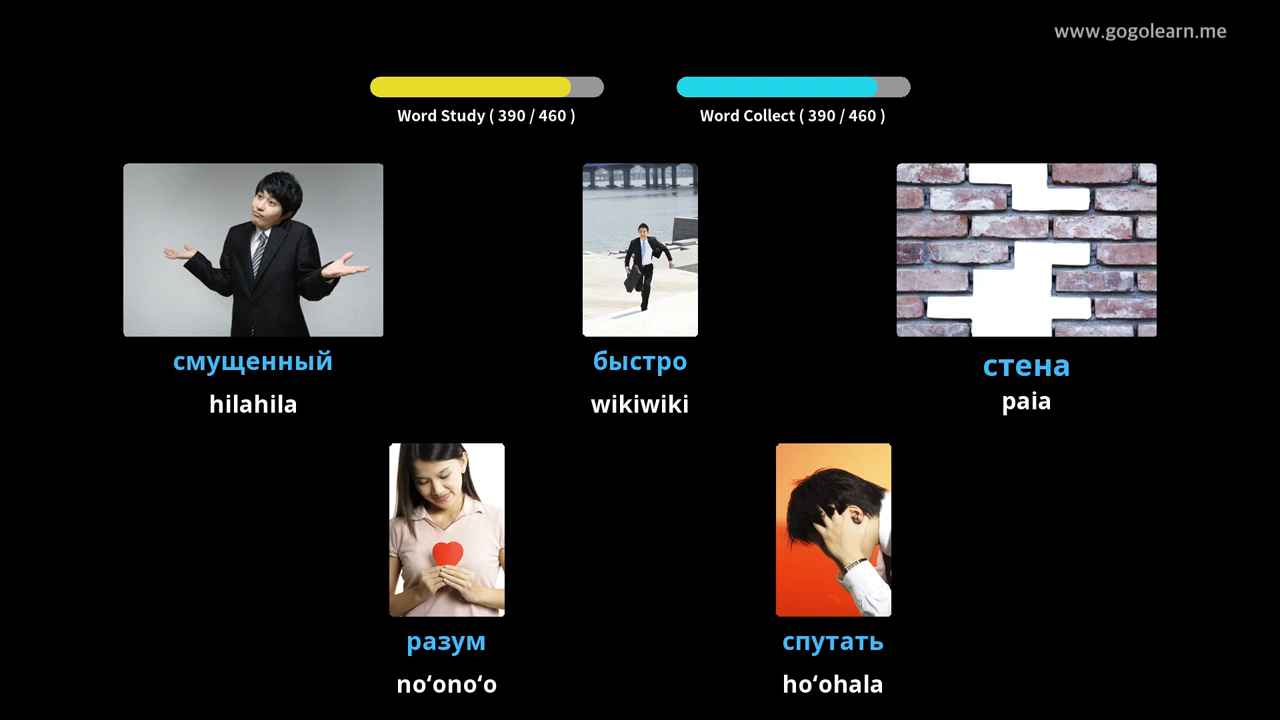 www.gogolearn.me
Word Study ( 390 / 460 )
Word Collect ( 390 / 460 )
смущенный
быстро
стена
hilahila
wikiwiki
paia
разум
спутать
noʻonoʻo
hoʻohala